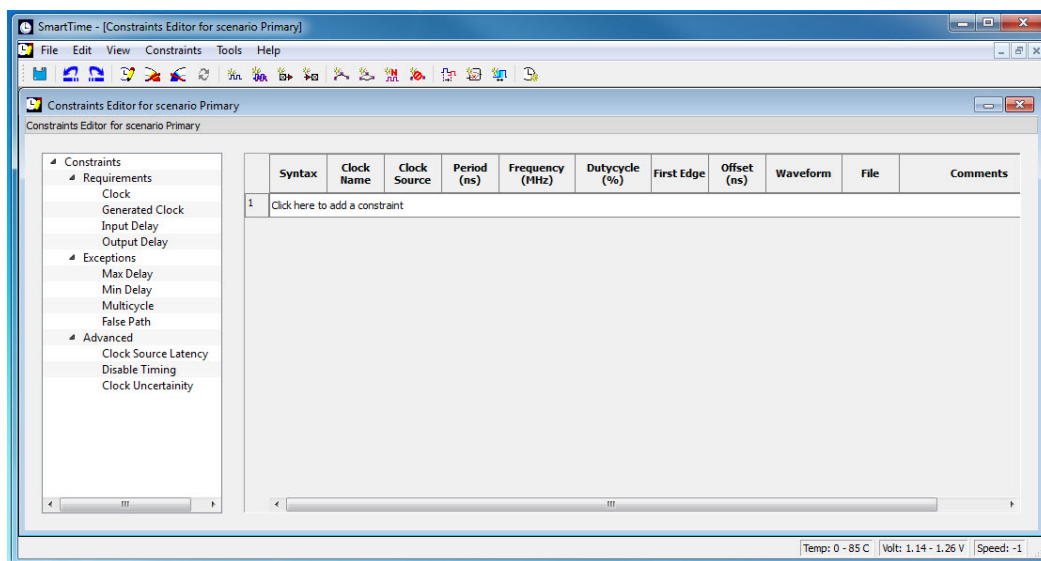 SmartTime - [Constraints Editor for scenario Primary]
File Edit View Constraints Tools Help
Constraints Editor for scenario Primary
Constraints Editor for scenario Primary
Constraints
Requirements
Clock
Generated Clock
Input Delay
Output Delay
Exceptions
Max Delay
Min Delay
Multicycle
False Path
Advanced
Clock Source Latency
Disable Timing
Clock Uncertainity
Syntax Clock Name Clock Source Period (ns) Frequency (MHz) Dutycycle (%) First Edge Offset (ns) Waveform File Comments
1 Click here to add a constraint
Temp: 0 - 85 C Volt: 1.14 - 1.26 V Speed: -1